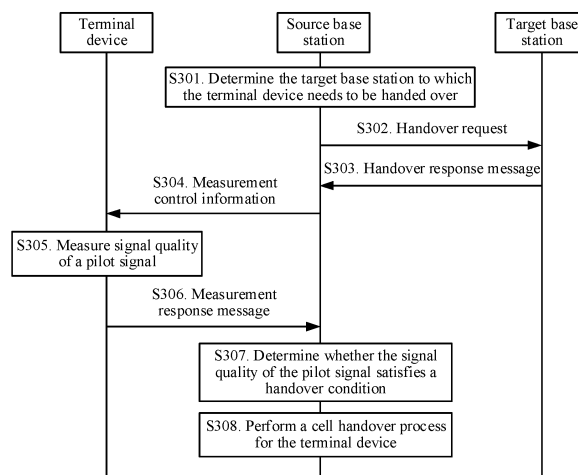 Terminal
device
Source base
station
Target base
station
S301. Determine the target base station to which
the terminal device needs to be handed over
S302. Handover request
S303. Handover response message
S304. Measurement
control information
S305. Measure signal quality
of a pilot signal
S306. Measurement
response message
S307. Determine whether the signal
quality of the pilot signal satisfies a
handover condition
S308. Perform a cell handover process
for the terminal device